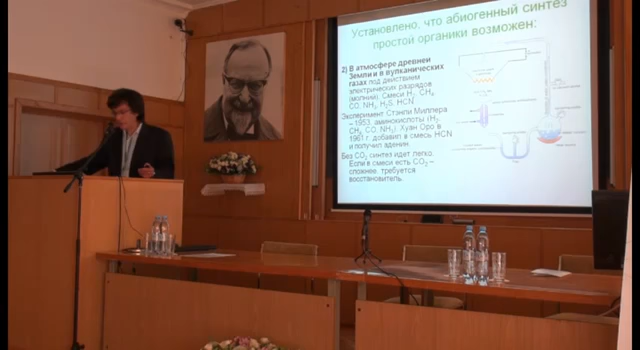 Установлено, что абиогенный синтез
простой органики возможен:
2) В атмосфере древней
Земли и в вулканических
газах под действием
электрических разрядов
(молний). Смеси H₂, CH₄,
CO, NH₃, H₂S, HCN
Эксперимент Стэнли Миллера
– 1953, аминокислоты (H₂,
CH₄, CO, NH₃). Хуан Оро в
1961 г. добавил в смесь HCN
и получил аденин.
Без CO₂ синтез идет легко.
Если в смеси есть CO₂ –
сложнее, требуется
восстановитель.